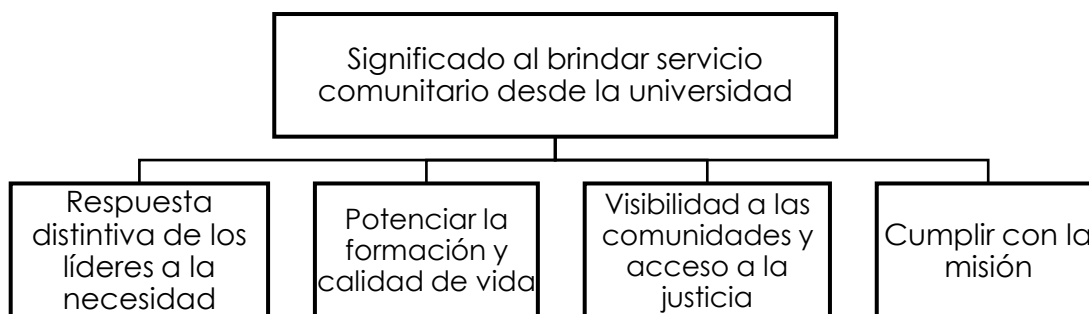 Significado al brindar servicio
comunitario desde la universidad
Respuesta
distintiva de los
líderes a la
necesidad
Potenciar la
formación y
calidad de vida
Visibilidad a las
comunidades y
acceso a la
justicia
Cumplir con la
misión